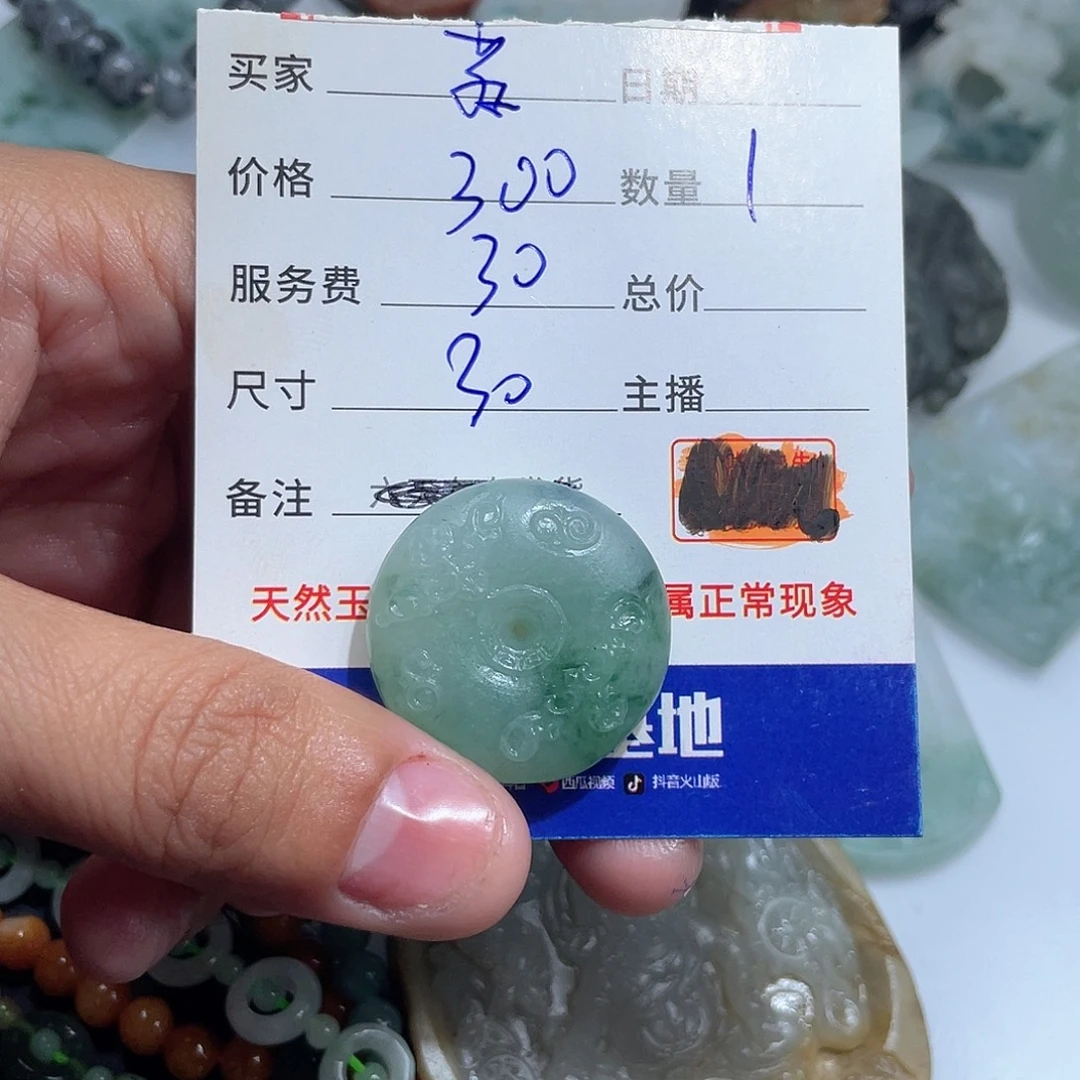 买家 日期
价格 300 数量 1
服务费 30 总价
尺寸 30 主播
备注
天然玉 属正常现象
基地
西瓜视频 抖音火山版